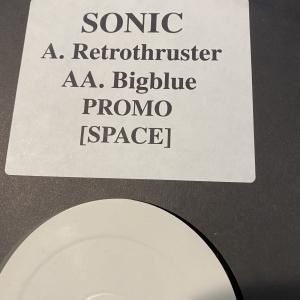 SONIC
A. Retrothruster
AA. Bigblue
PROMO
[SPACE]